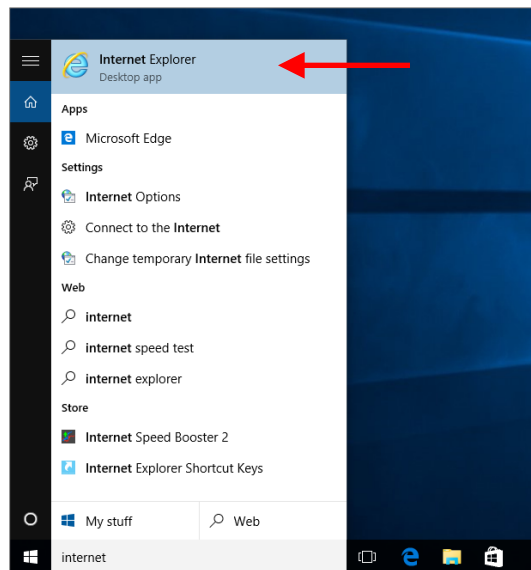 Internet Explorer
Desktop app
Apps
Microsoft Edge
Settings
Internet Options
Connect to the Internet
Change temporary Internet file settings
Web
internet
internet speed test
internet explorer
Store
Internet Speed Booster 2
Internet Explorer Shortcut Keys
My stuff
Web
internet